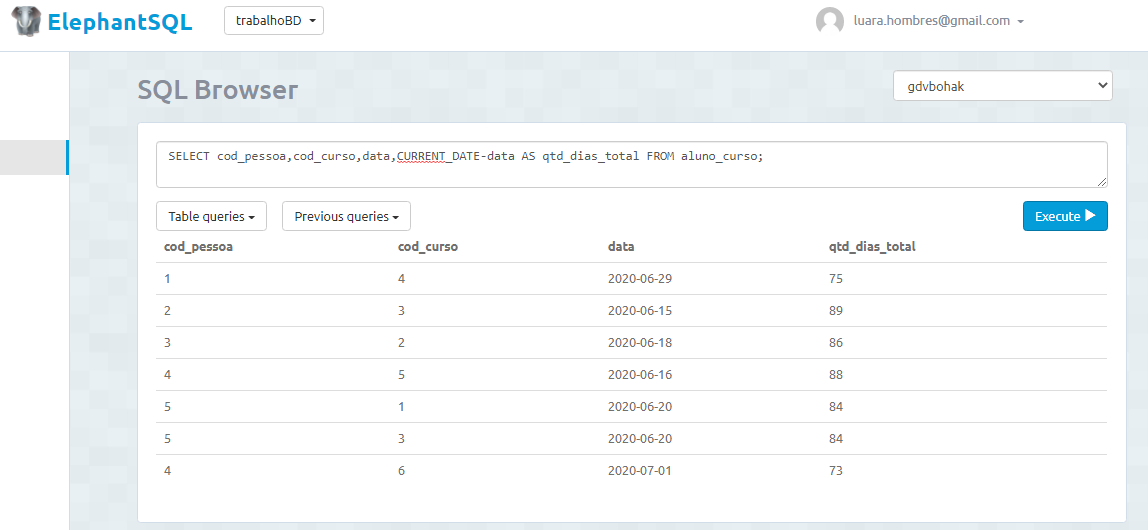 ElephantSQL trabalhoBD luara.hombres@gmail.com
SQL Browser gdvbohak
SELECT cod_pessoa,cod_curso,data,CURRENT_DATE-data AS qtd_dias_total FROM aluno_curso;
Table queries Previous queries Execute
cod_pessoa cod_curso data qtd_dias_total
1 4 2020-06-29 75
2 3 2020-06-15 89
3 2 2020-06-18 86
4 5 2020-06-16 88
5 1 2020-06-20 84
5 3 2020-06-20 84
4 6 2020-07-01 73